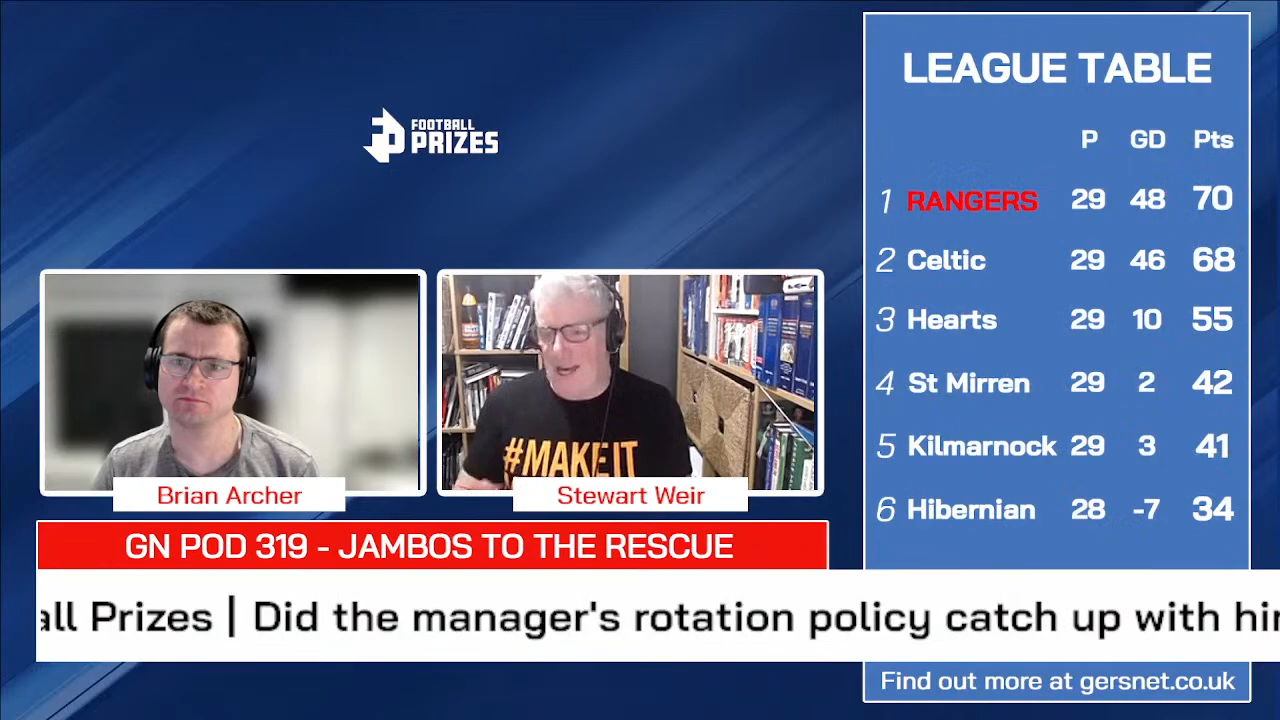 FOOTBALL
PRIZES
#MAKE IT
Brian Archer
Stewart Weir
GN POD 319 - JAMBOS TO THE RESCUE
all Prizes | Did the manager's rotation policy catch up with hi
LEAGUE TABLE
P GD Pts
1 RANGERS 29 48 70
2 Celtic 29 46 68
3 Hearts 29 10 55
4 St Mirren 29 2 42
5 Kilmarnock 29 3 41
6 Hibernian 28 -7 34
Find out more at gersnet.co.uk